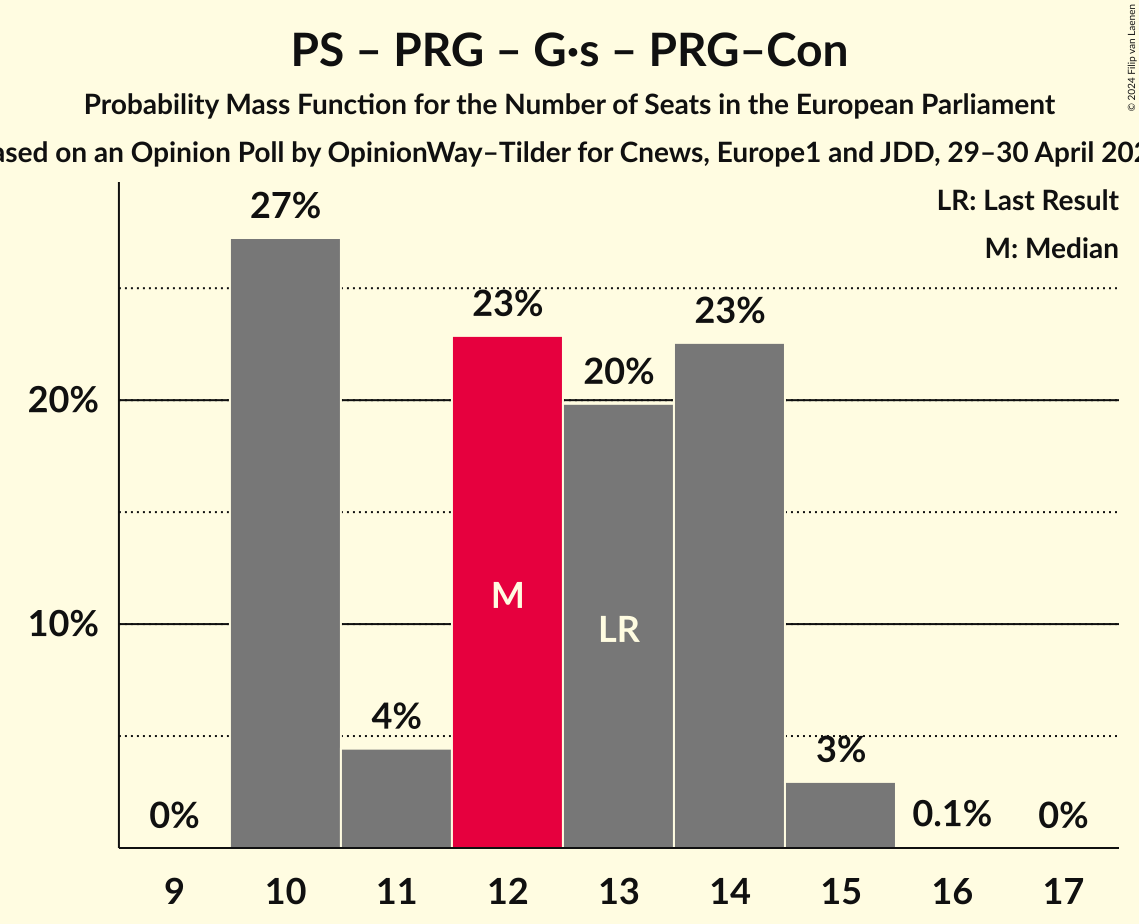 PS – PRG – G·s – PRG–Con
Probability Mass Function for the Number of Seats in the European Parliament
on an Opinion Poll by OpinionWay–Tilder for Cnews, Europe1 and JDD, 29–30 April
© 2024 Filip van Laenen
LR: Last Result
M: Median
27%
23%
23%
20%
20%
M
LR
10%
4%
3%
0%
0.1%
0%
9 10 11 12 13 14 15 16 17